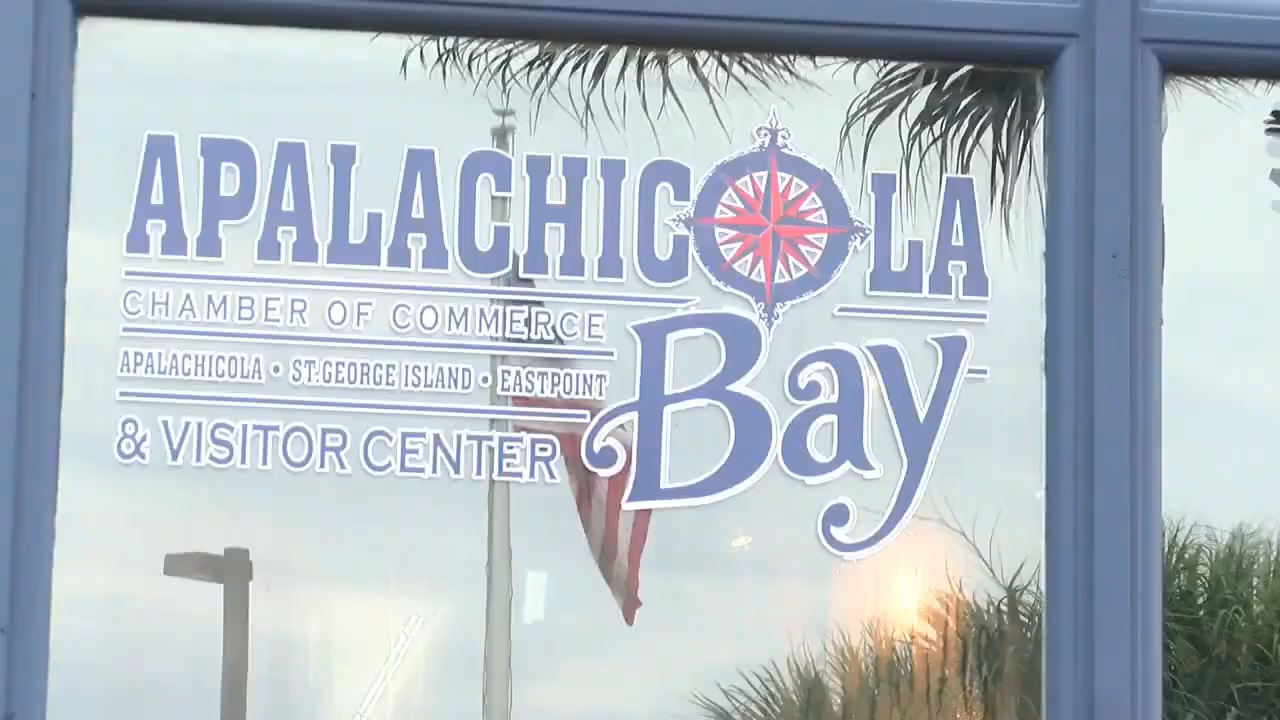 APALACHICOLA
Bay
CHAMBER OF COMMERCE
APALACHICOLA • ST.GEORGE ISLAND • EASTPOINT
& VISITOR CENTER